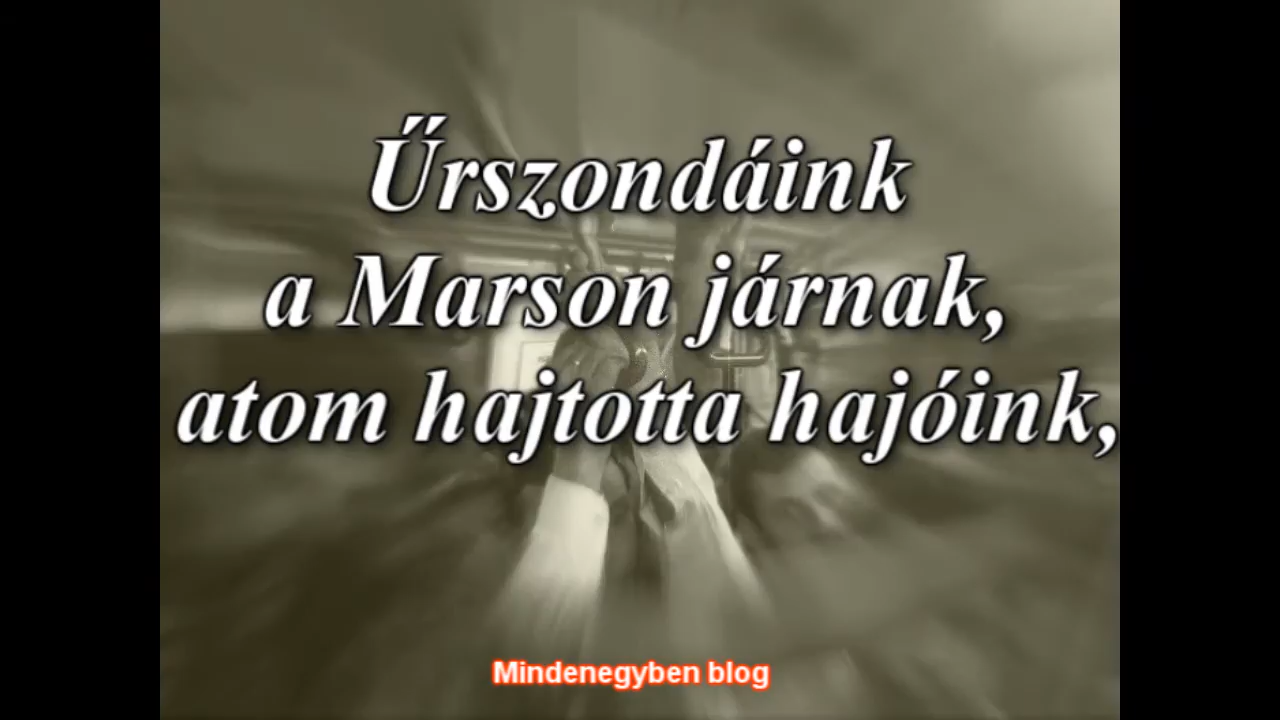 Űrszondáink
a Marson járnak,
atom hajtotta hajóink,
Mindenegyben blog